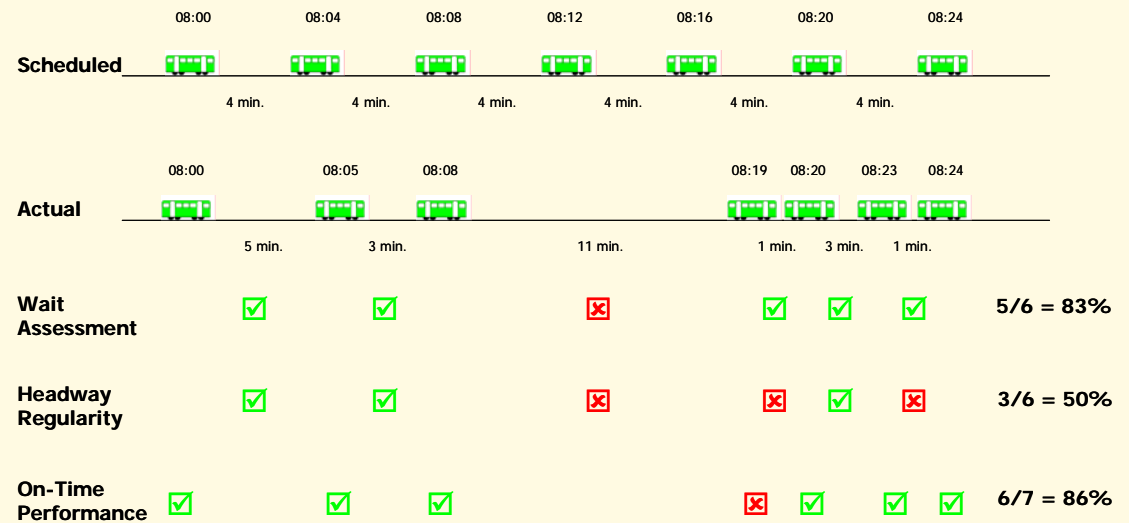 08:00 08:04 08:08 08:12 08:16 08:20 08:24
Scheduled
4 min. 4 min. 4 min. 4 min. 4 min. 4 min.
08:00 08:05 08:08 08:19 08:20 08:23 08:24
Actual
5 min. 3 min. 11 min. 1 min. 3 min. 1 min.
Wait
Assessment
5/6 = 83%
Headway
Regularity
3/6 = 50%
On-Time
Performance
6/7 = 86%